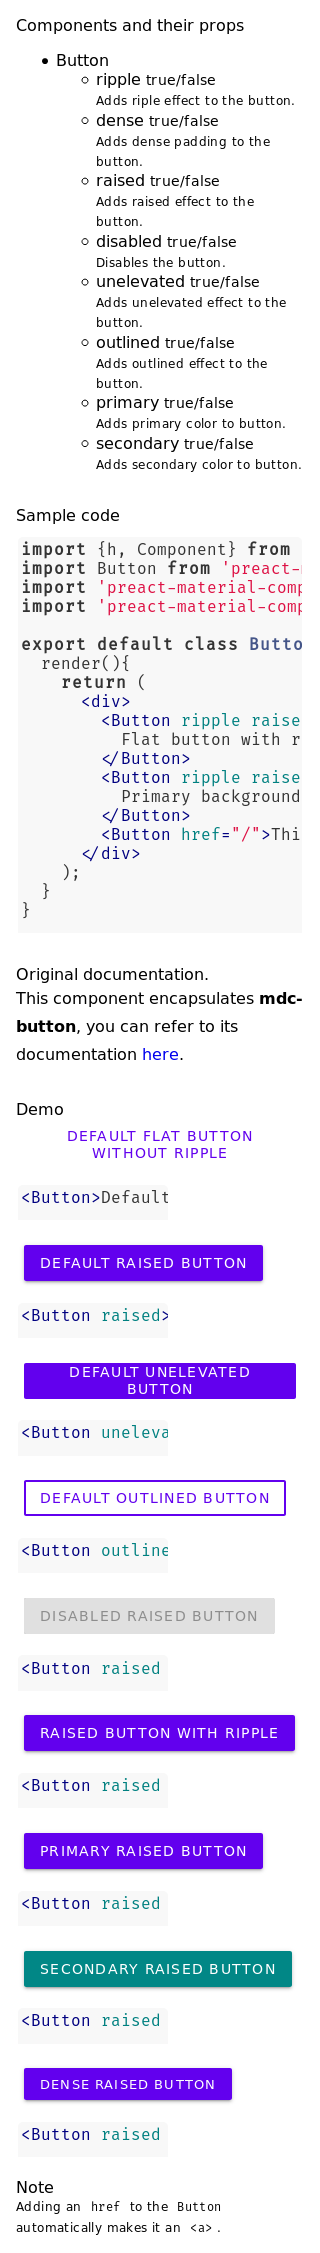 Components and their props
Button
ripple true/false
Adds riple effect to the button.
dense true/false
Adds dense padding to the
button.
raised true/false
Adds raised effect to the
button.
disabled true/false
Disables the button.
unelevated true/false
Adds unelevated effect to the
button.
outlined true/false
Adds outlined effect to the
button.
primary true/false
Adds primary color to button.
secondary true/false
Adds secondary color to button.
Sample code
import {h, Component} from
import Button from 'preact-m
import 'preact-material-comp
import 'preact-material-comp
export default class Butto
render(){
return (
<div>
<Button ripple raise
Flat button with r
</Button>
<Button ripple raise
Primary background
</Button>
<Button href="/">Thi
</div>
);
}
}
Original documentation.
This component encapsulates mdc-
button, you can refer to its
documentation here.
Demo
DEFAULT FLAT BUTTON
WITHOUT RIPPLE
<Button>Default
DEFAULT RAISED BUTTON
<Button raised>
DEFAULT UNELEVATED
BUTTON
<Button uneleva
DEFAULT OUTLINED BUTTON
<Button outline
DISABLED RAISED BUTTON
<Button raised
RAISED BUTTON WITH RIPPLE
<Button raised
PRIMARY RAISED BUTTON
<Button raised
SECONDARY RAISED BUTTON
<Button raised
DENSE RAISED BUTTON
<Button raised
Note
Adding an href to the Button
automatically makes it an <a>.